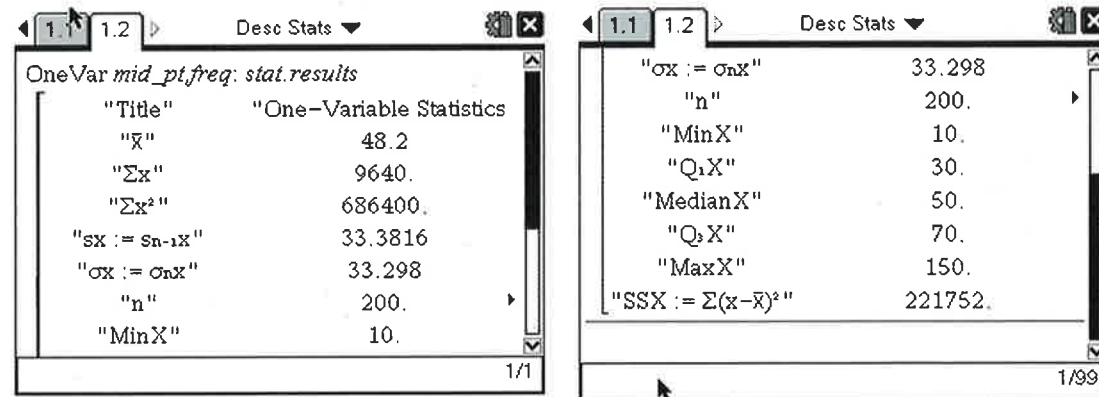 1.1 1.2 Desc Stats
OneVar mid_pt,freq: stat.results
"Title" "One-Variable Statistics
"x̄" 48.2
"Σx" 9640.
"Σx²" 686400.
"sx := sn-1x" 33.3816
"σx := σnx" 33.298
"n" 200.
"MinX" 10.
1/1
1.1 1.2 Desc Stats
"σx := σnx" 33.298
"n" 200.
"MinX" 10.
"Q₁X" 30.
"MedianX" 50.
"Q₃X" 70.
"MaxX" 150.
"SSX := Σ(x-x̄)²" 221752.
1/99